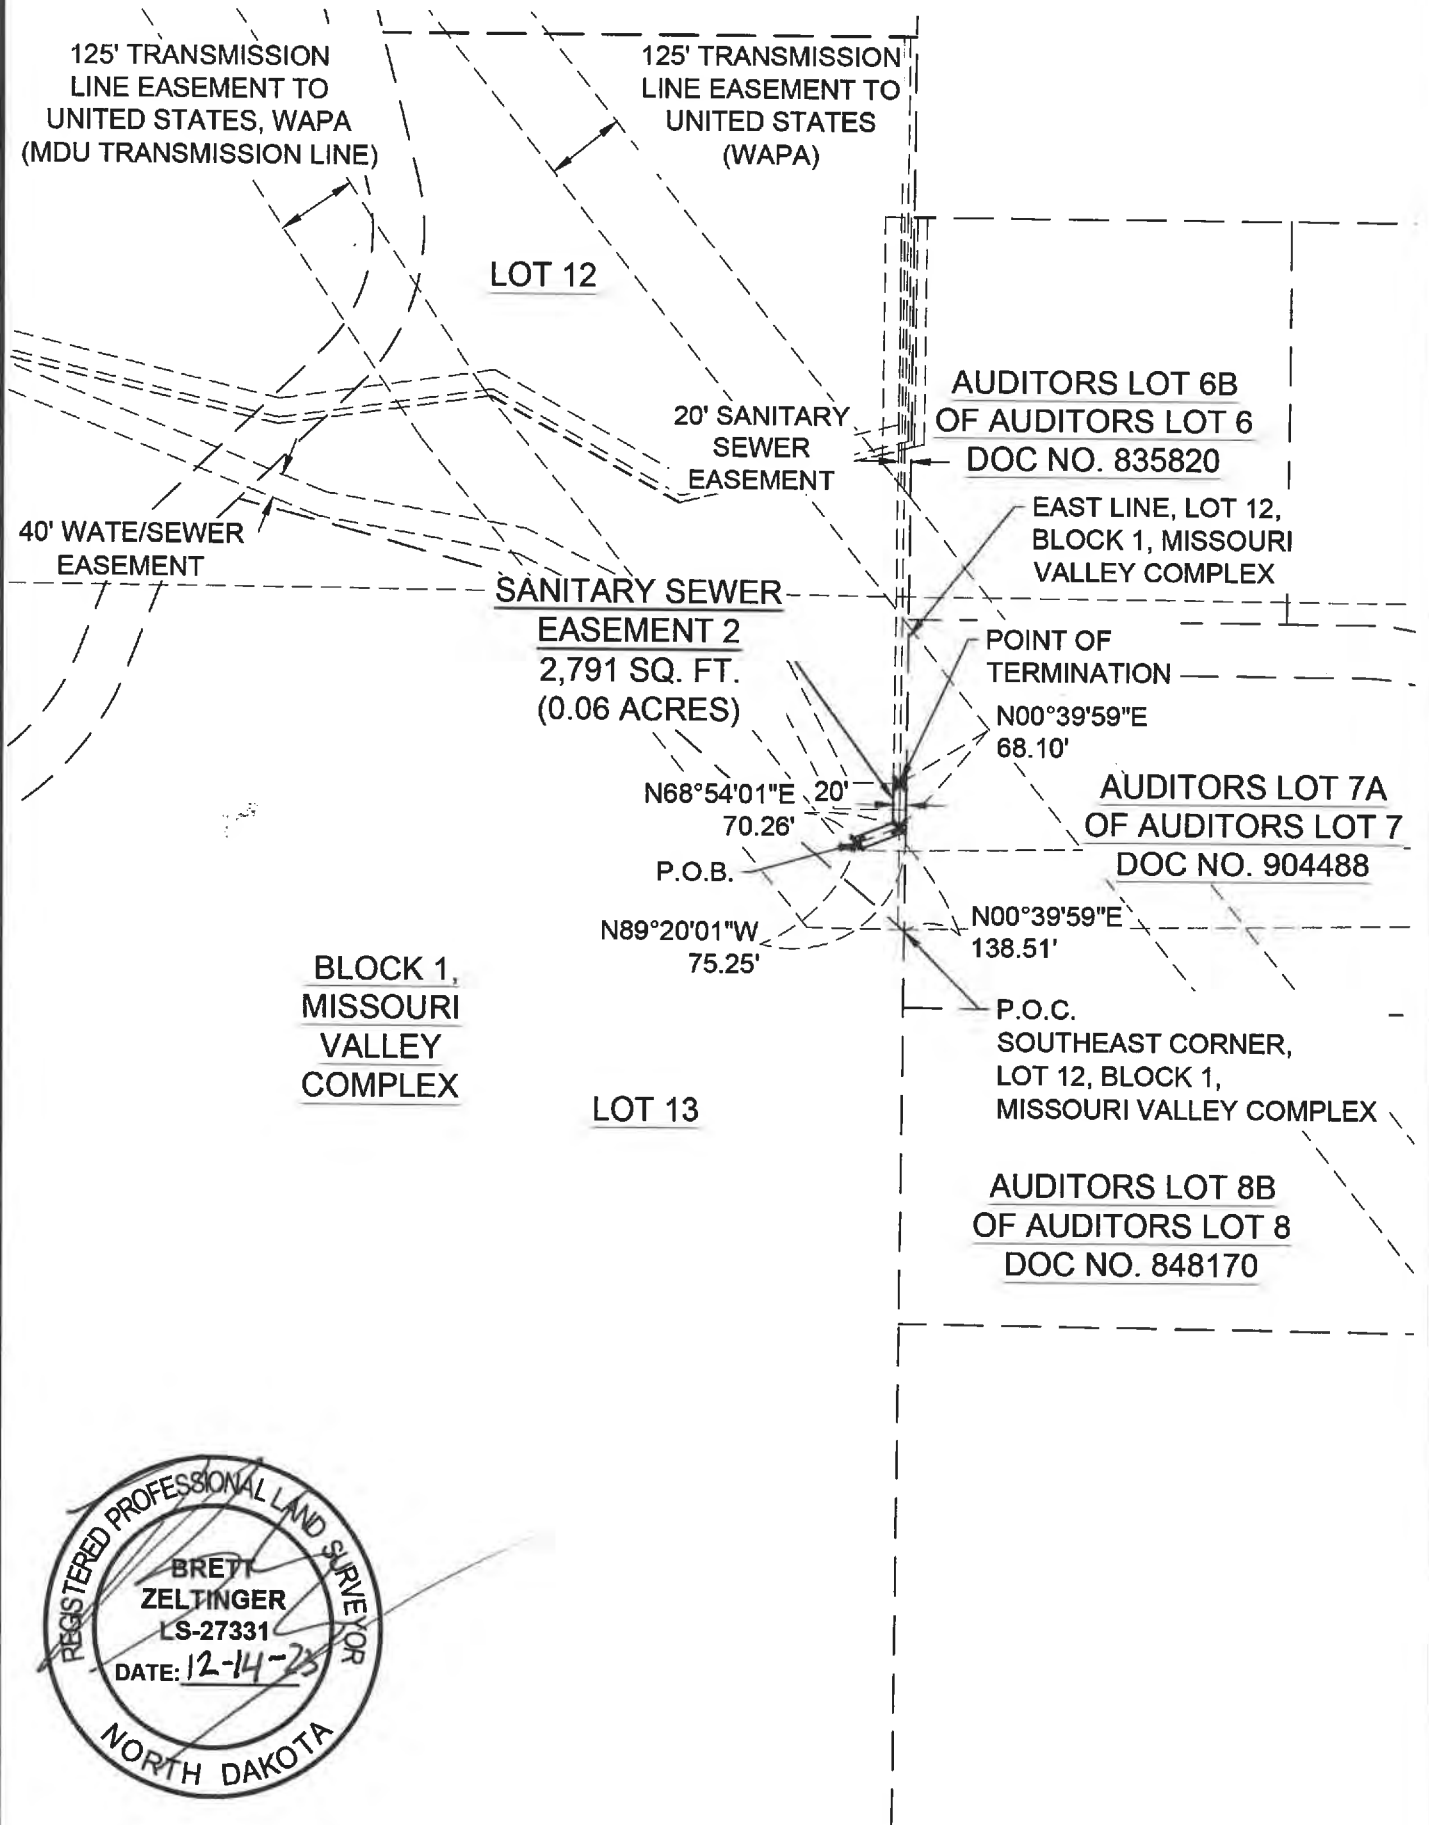 125' TRANSMISSION
LINE EASEMENT TO
UNITED STATES, WAPA
(MDU TRANSMISSION LINE)
125' TRANSMISSION
LINE EASEMENT TO
UNITED STATES
(WAPA)
LOT 12
AUDITORS LOT 6B
OF AUDITORS LOT 6
DOC NO. 835820
20' SANITARY
SEWER
EASEMENT
EAST LINE, LOT 12,
BLOCK 1, MISSOURI
VALLEY COMPLEX
40' WATE/SEWER
EASEMENT
SANITARY SEWER
EASEMENT 2
2,791 SQ. FT.
(0.06 ACRES)
POINT OF
TERMINATION
N00°39'59"E
68.10'
N68°54'01"E
70.26'
20'
AUDITORS LOT 7A
OF AUDITORS LOT 7
DOC NO. 904488
P.O.B.
N89°20'01"W
75.25'
N00°39'59"E
138.51'
BLOCK 1,
MISSOURI
VALLEY
COMPLEX
P.O.C.
SOUTHEAST CORNER,
LOT 12, BLOCK 1,
MISSOURI VALLEY COMPLEX
LOT 13
AUDITORS LOT 8B
OF AUDITORS LOT 8
DOC NO. 848170
REGISTERED PROFESSIONAL LAND SURVEYOR
BRETT
ZELTINGER
LS-27331
DATE: 12-14-23
NORTH DAKOTA